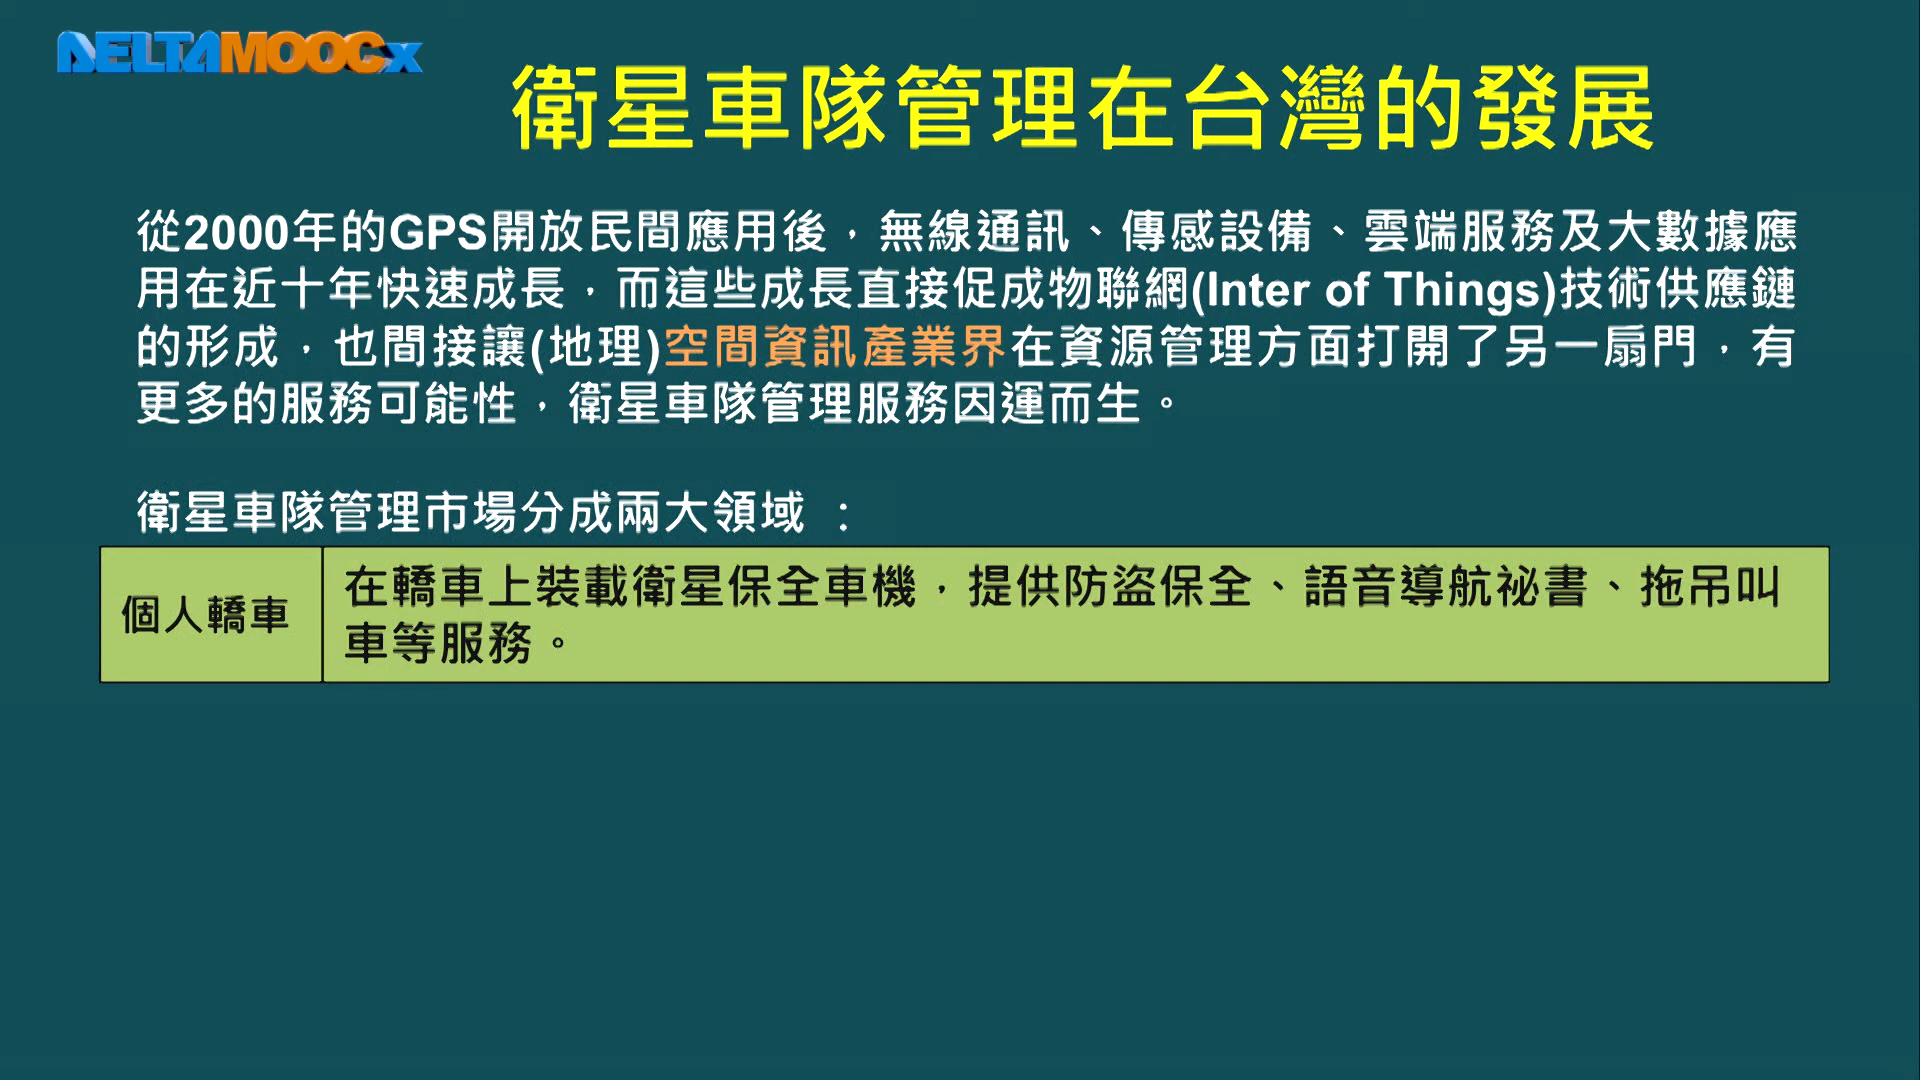 DELTAMOOCx
衛星車隊管理在台灣的發展
從2000年的GPS開放民間應用後，無線通訊、傳感設備、雲端服務及大數據應
用在近十年快速成長，而這些成長直接促成物聯網(Inter of Things)技術供應鏈
的形成，也間接讓(地理)空間資訊產業界在資源管理方面打開了另一扇門，有
更多的服務可能性，衛星車隊管理服務因運而生。
衛星車隊管理市場分成兩大領域 ：
個人轎車
在轎車上裝載衛星保全車機，提供防盜保全、語音導航祕書、拖吊叫
車等服務。